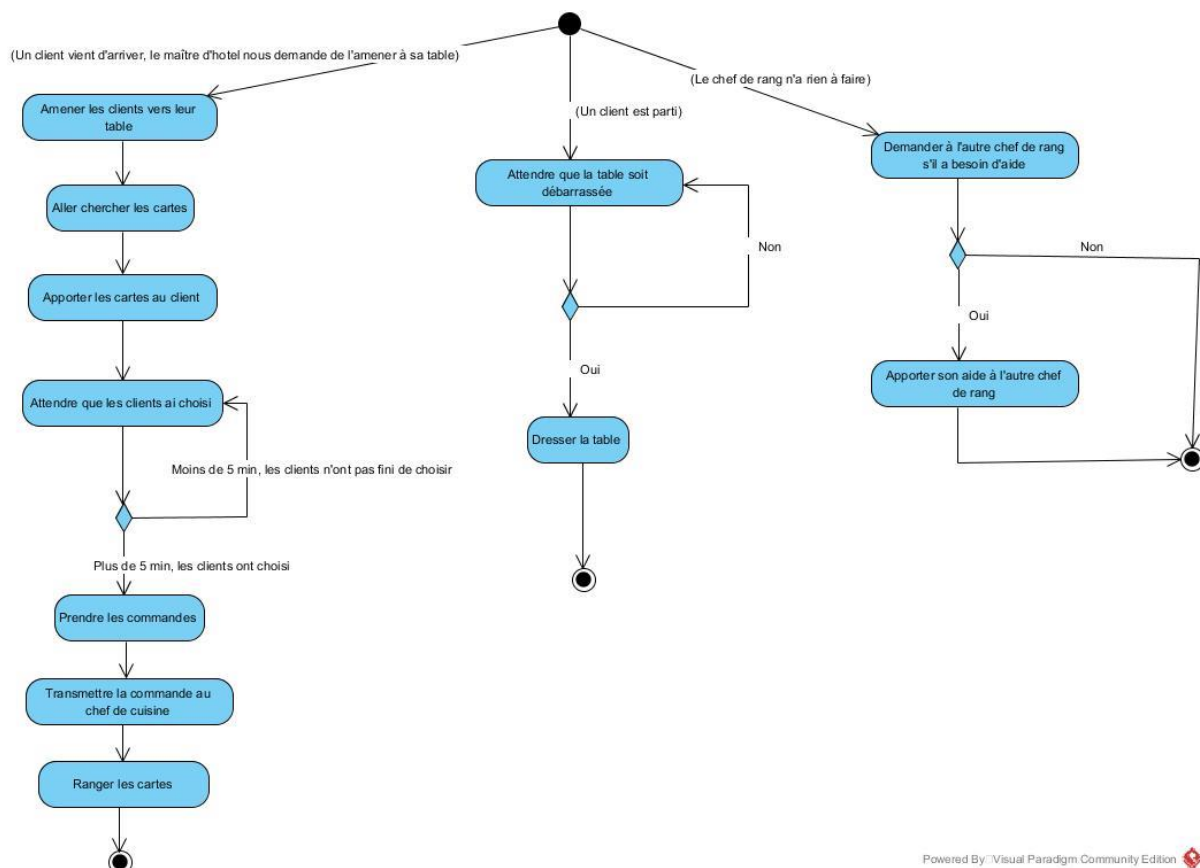 (Un client vient d'arriver, le maître d'hotel nous demande de l'amener à sa table)
Amener les clients vers leur
table
Aller chercher les cartes
Apporter les cartes au client
Attendre que les clients ai choisi
Moins de 5 min, les clients n'ont pas fini de choisir
Plus de 5 min, les clients ont choisi
Prendre les commandes
Transmettre la commande au
chef de cuisine
Ranger les cartes
(Un client est parti)
Attendre que la table soit
débarrassée
Non
Oui
Dresser la table
(Le chef de rang n'a rien à faire)
Demander à l'autre chef de rang
s'il a besoin d'aide
Non
Oui
Apporter son aide à l'autre chef
de rang
Powered By Visual Paradigm Community Edition